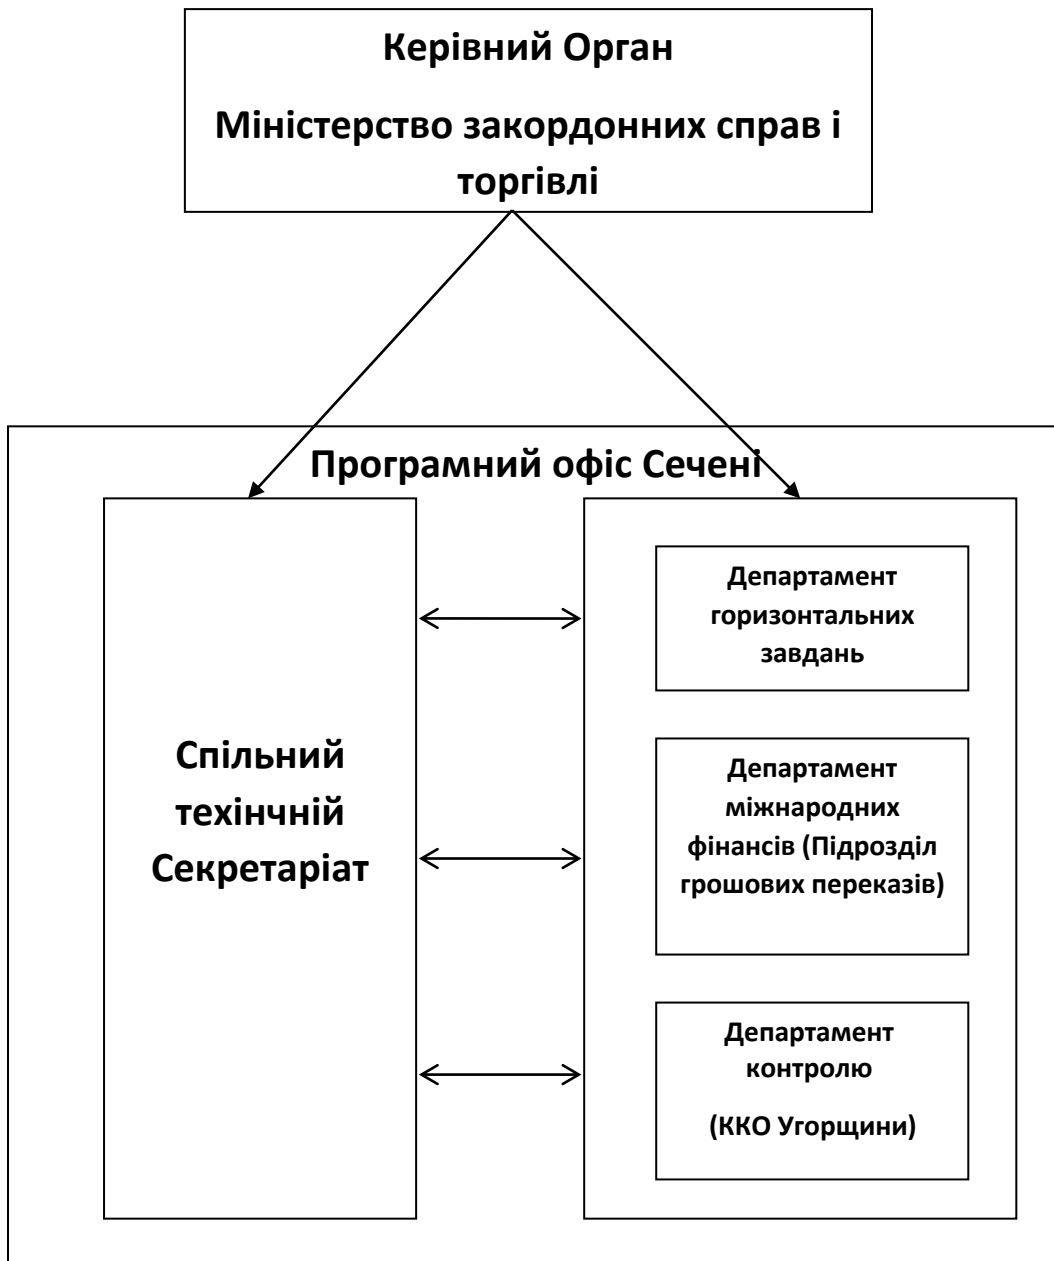 Керівний Орган
Міністерство закордонних справ і
торгівлі
Програмний офіс Сечені
Спільний
техінчній
Секретаріат
Департамент
горизонтальних
завдань
Департамент
міжнародних
фінансів (Підрозділ
грошових переказів)
Департамент
контролю
(ККО Угорщини)